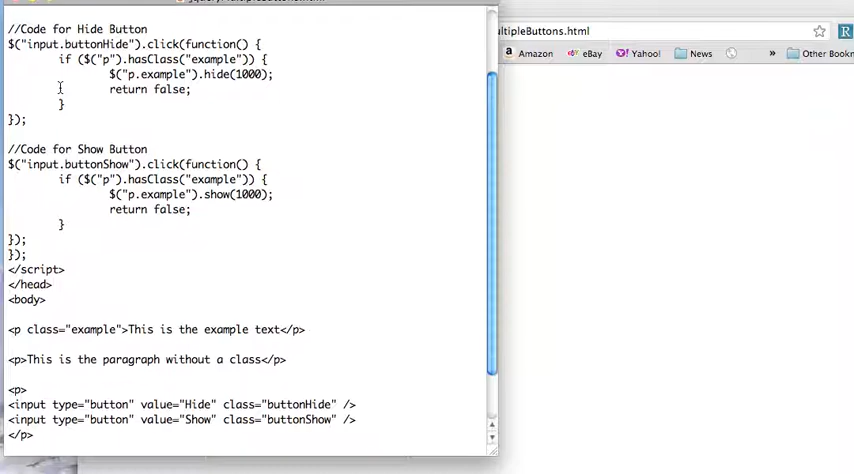 //Code for Hide Button
$("input.buttonHide").click(function() {
if ($("p").hasClass("example")) {
$("p.example").hide(1000);
return false;
}
});
//Code for Show Button
$("input.buttonShow").click(function() {
if ($("p").hasClass("example")) {
$("p.example").show(1000);
return false;
}
});
});
</script>
</head>
<body>
<p class="example">This is the example text</p>
<p>This is the paragraph without a class</p>
<p>
<input type="button" value="Hide" class="buttonHide" />
<input type="button" value="Show" class="buttonShow" />
</p>
ultipleButtons.html
R
a Amazon eBay Y! Yahoo! News » Other Bookm